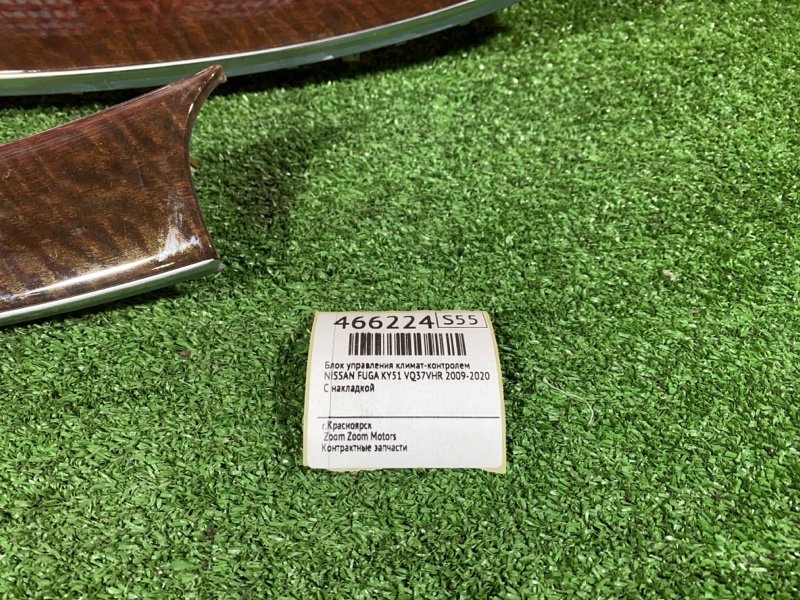 466224 S55
Блок управления климат-контролем
NISSAN FUGA KY51 VQ37VHR 2009-2020
С накладкой
г.Красноярск
Zoom Zoom Motors
Контрактные запчасти